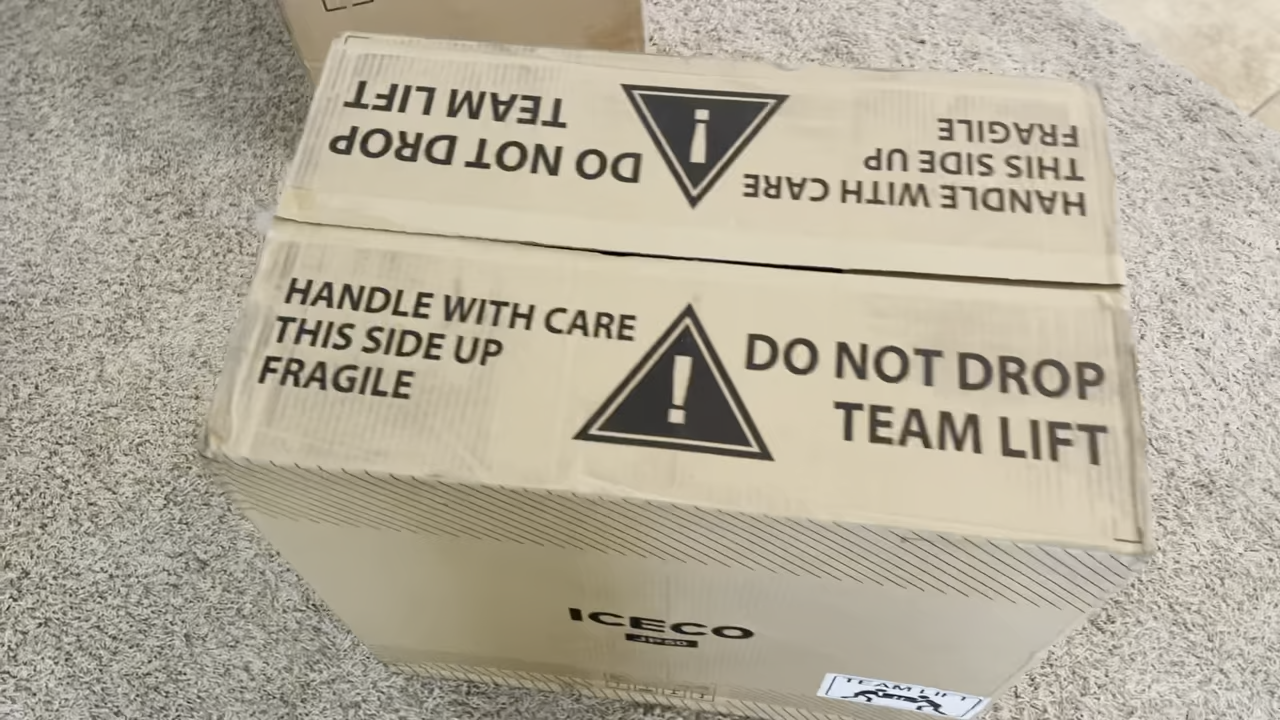 DO NOT DROP
TEAM LIFT
HANDLE WITH CARE
THIS SIDE UP
FRAGILE
HANDLE WITH CARE
THIS SIDE UP
FRAGILE
DO NOT DROP
TEAM LIFT
ICECO
TEAM LIFT